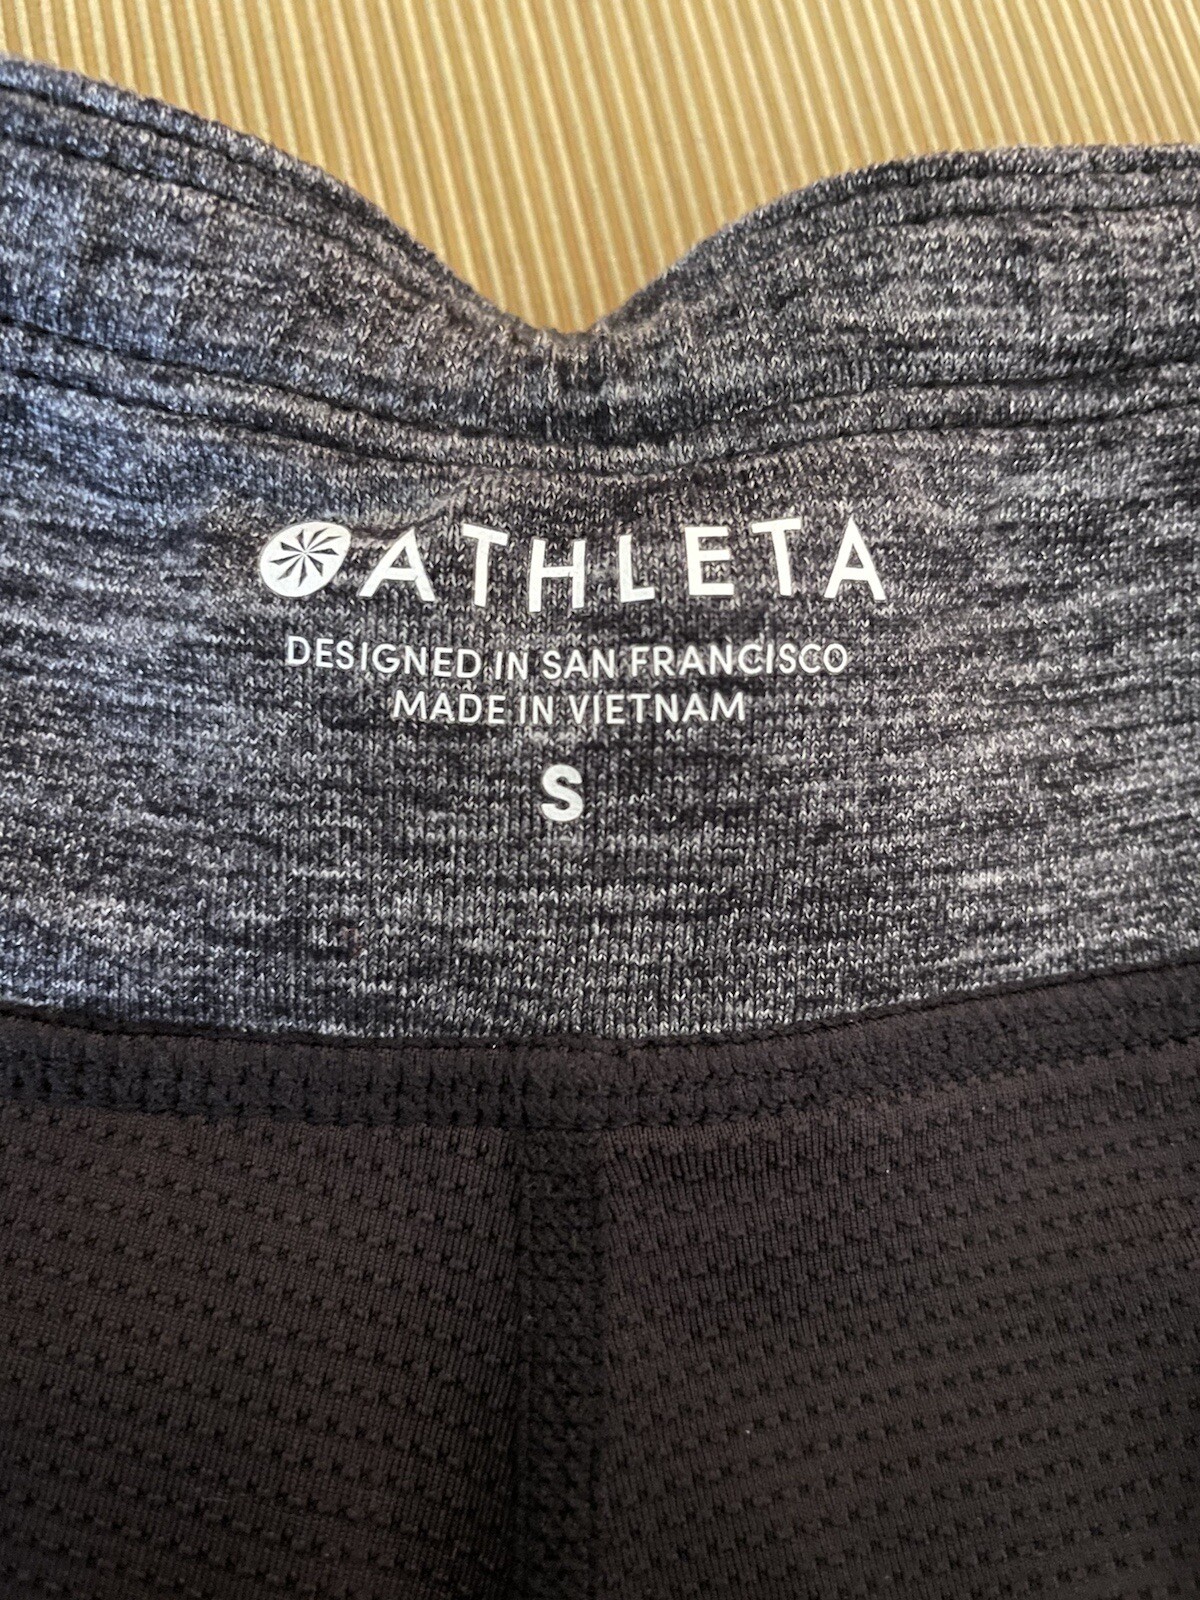 ATHLETA
DESIGNED IN SAN FRANCISCO
MADE IN VIETNAM
S